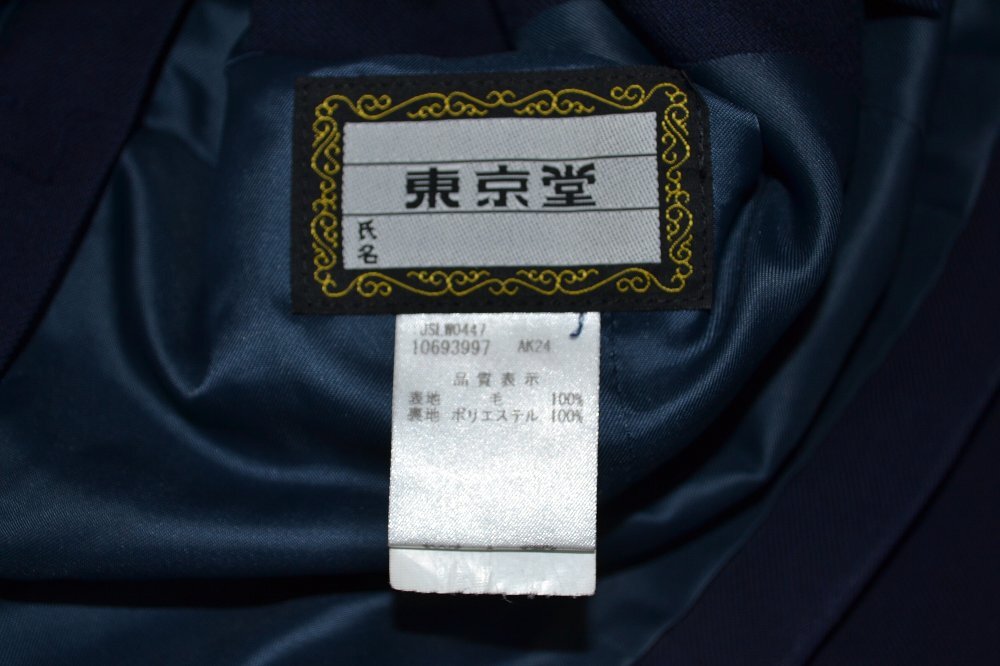 東京堂
氏名
JSLW0447
10693997 AK24
品質表示
表地 毛 100%
裏地 ポリエステル 100%